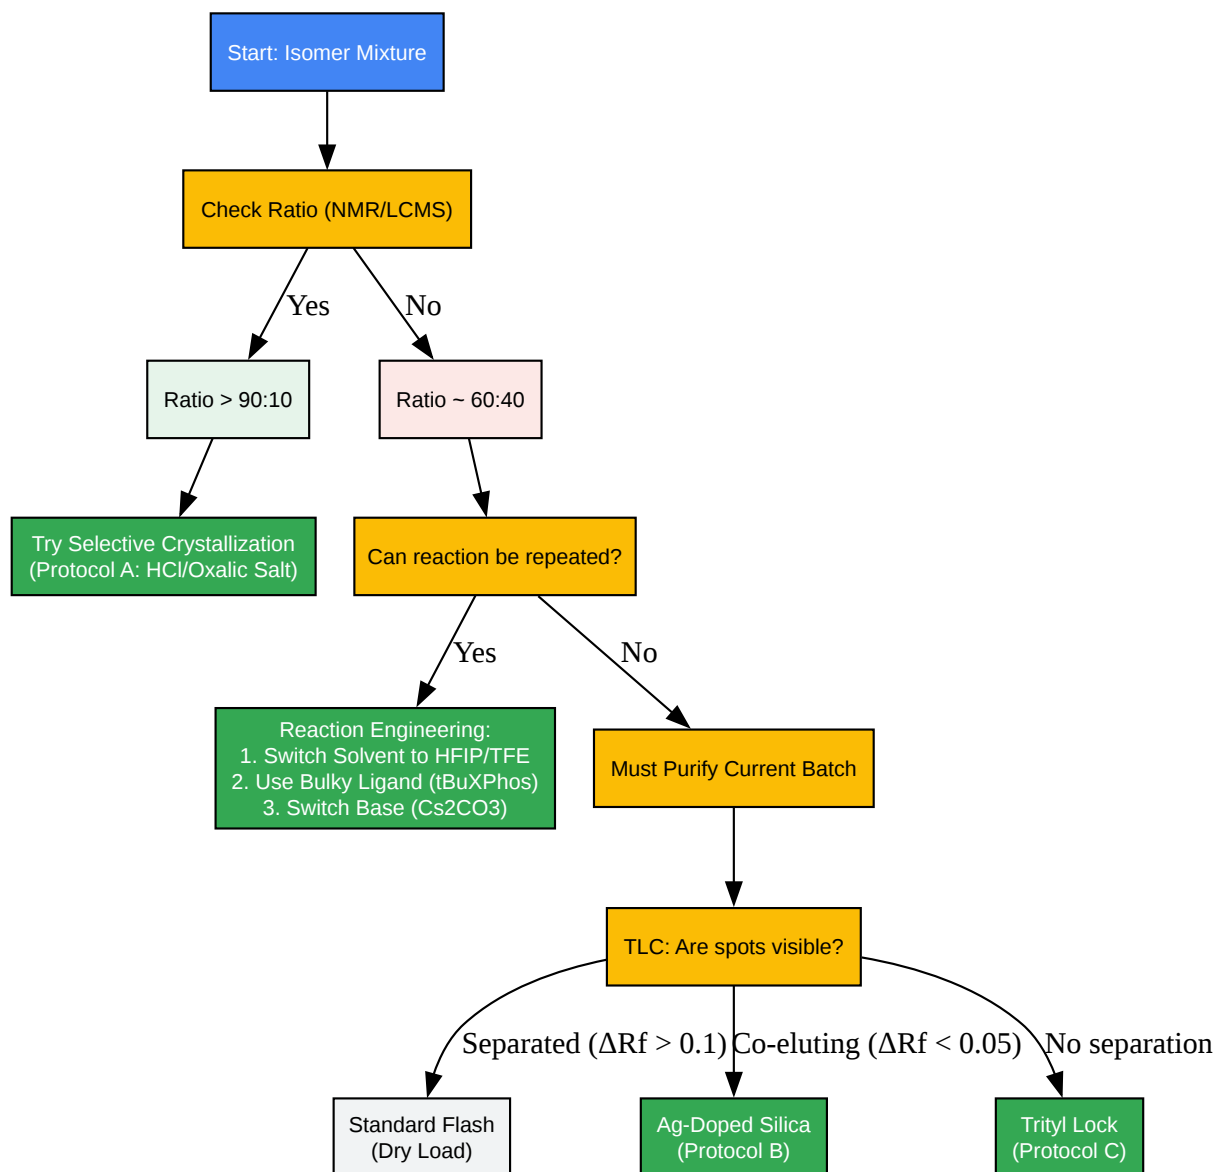 Start: Isomer Mixture
Check Ratio (NMR/LCMS)
Yes
No
Ratio > 90:10
Ratio ~ 60:40
Try Selective Crystallization
(Protocol A: HCl/Oxalic Salt)
Can reaction be repeated?
Yes
No
Reaction Engineering:
1. Switch Solvent to HFIP/TFE
2. Use Bulky Ligand (tBuXPhos)
3. Switch Base (Cs2CO3)
Must Purify Current Batch
TLC: Are spots visible?
Separated (ΔRf > 0.1)
Co-eluting (ΔRf < 0.05)
No separation
Standard Flash
(Dry Load)
Ag-Doped Silica
(Protocol B)
Trityl Lock
(Protocol C)